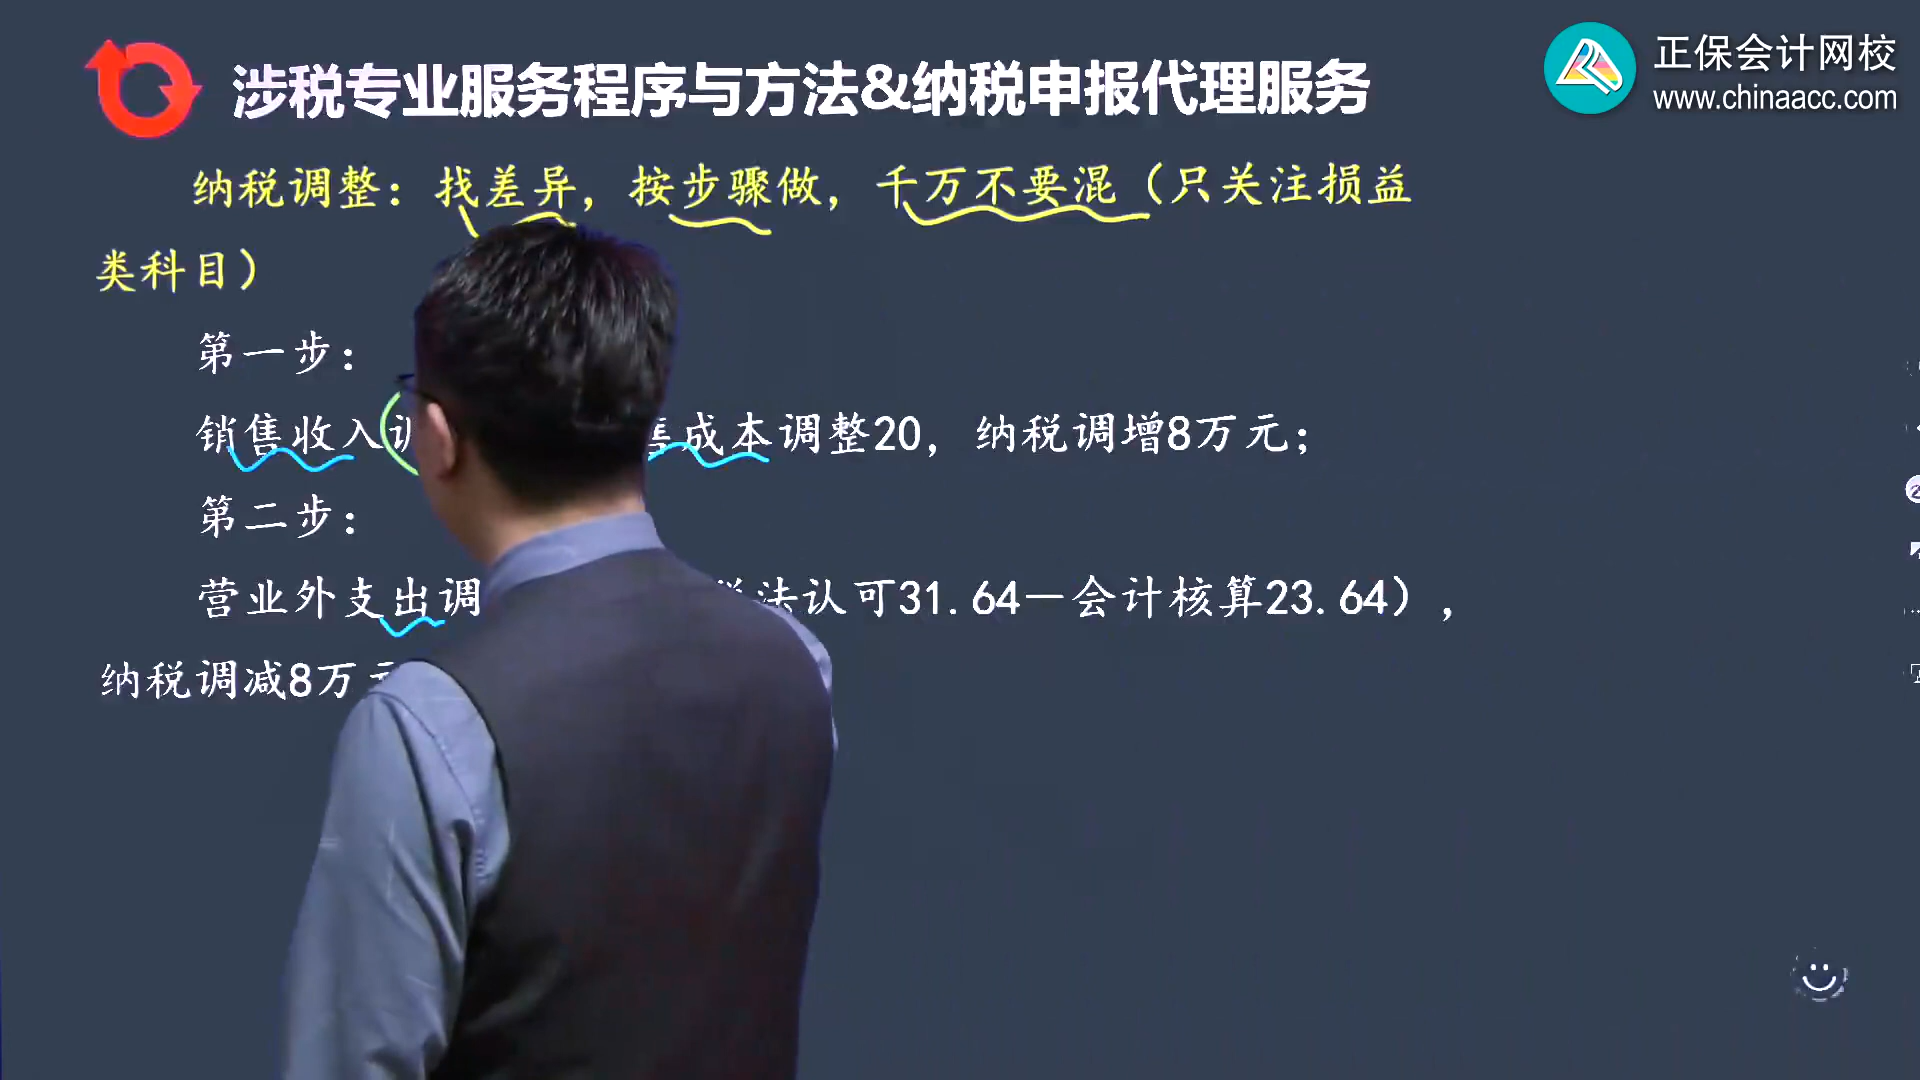 涉税专业服务程序与方法&纳税申报代理服务
正保会计网校
www.chinaacc.com
纳税调整：找差异，按步骤做，千万不要混（只关注损益
类科目）
第一步：
销售收入 售成本调整20，纳税调增8万元；
第二步：
营业外支出调 税法认可31.64－会计核算23.64），
纳税调减8万元